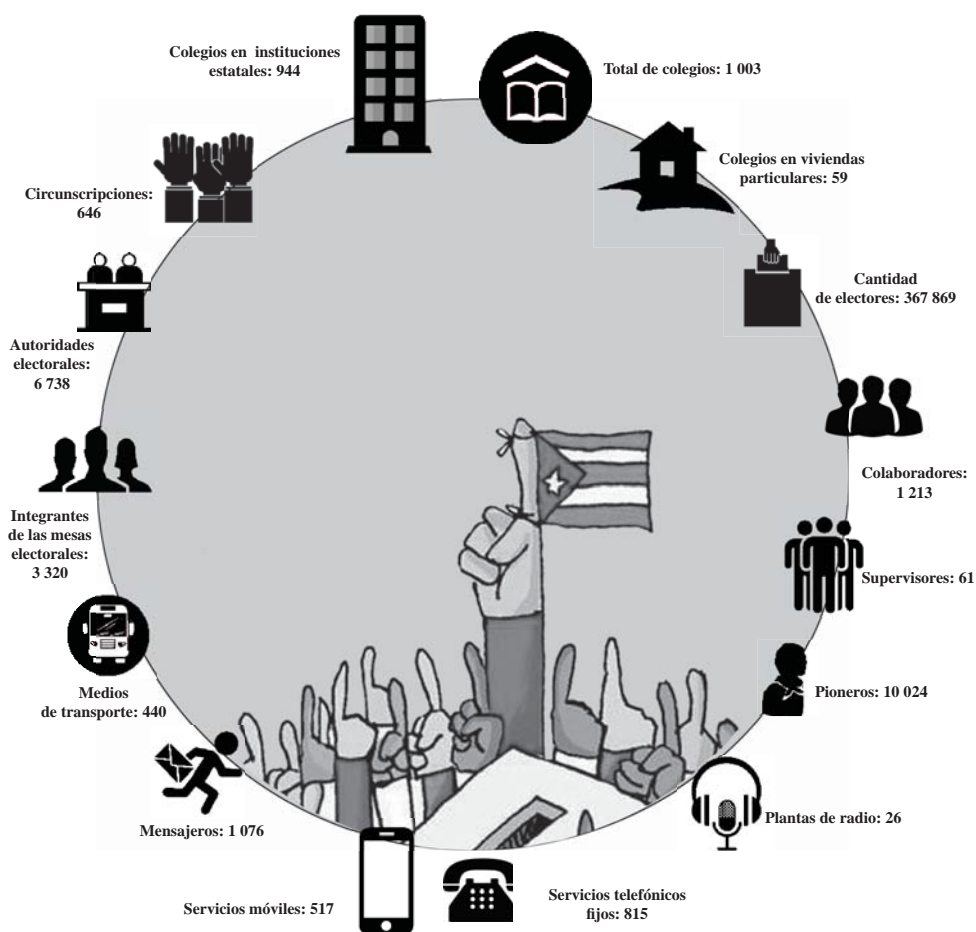 Colegios en instituciones
estatales: 944
Total de colegios: 1 003
Colegios en viviendas
particulares: 59
Circunscripciones:
646
Cantidad
de electores: 367 869
Autoridades
electorales:
6 738
Colaboradores:
1 213
Integrantes
de las mesas
electorales:
3 320
Supervisores: 61
Medios
de transporte: 440
Pioneros: 10 024
Mensajeros: 1 076
Plantas de radio: 26
Servicios móviles: 517
Servicios telefónicos
fijos: 815